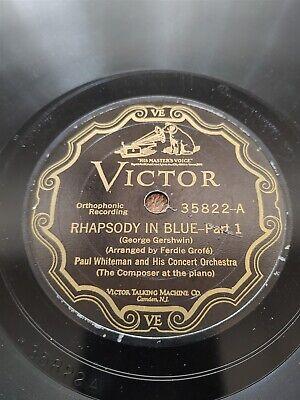 VE
"HIS MASTER'S VOICE"
VICTOR
Orthophonic
Recording
35822-A
RHAPSODY IN BLUE-Part 1
(George Gershwin)
(Arranged by Ferdie Grofé)
Paul Whiteman and His Concert Orchestra
(The Composer at the piano)
VICTOR TALKING MACHINE CO.
Camden, N.J.
VE